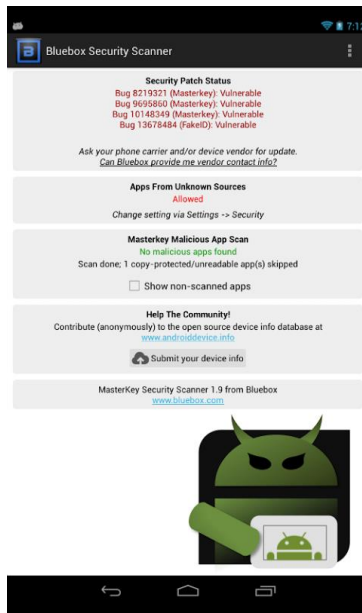 7:12
Bluebox Security Scanner
Security Patch Status
Bug 8219321 (Masterkey): Vulnerable
Bug 9695860 (Masterkey): Vulnerable
Bug 10148349 (Masterkey): Vulnerable
Bug 13678484 (FakeID): Vulnerable
Ask your phone carrier and/or device vendor for update.
Can Bluebox provide me vendor contact info?
Apps From Unknown Sources
Allowed
Change setting via Settings -> Security
Masterkey Malicious App Scan
No malicious apps found
Scan done; 1 copy-protected/unreadable app(s) skipped
Show non-scanned apps
Help The Community!
Contribute (anonymously) to the open source device info database at
www.androiddevice.info
Submit your device info
MasterKey Security Scanner 1.9 from Bluebox
www.bluebox.com